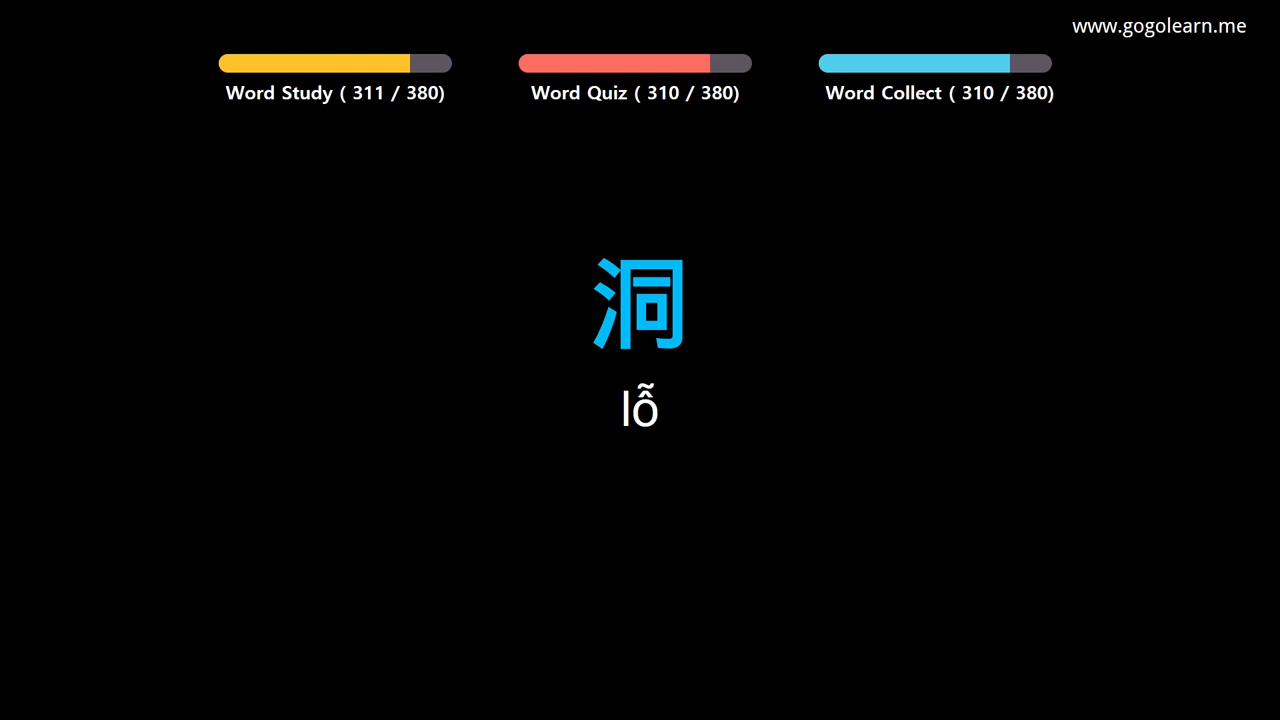 www.gogolearn.me
Word Study ( 311 / 380)
Word Quiz ( 310 / 380)
Word Collect ( 310 / 380)
洞
lỗ